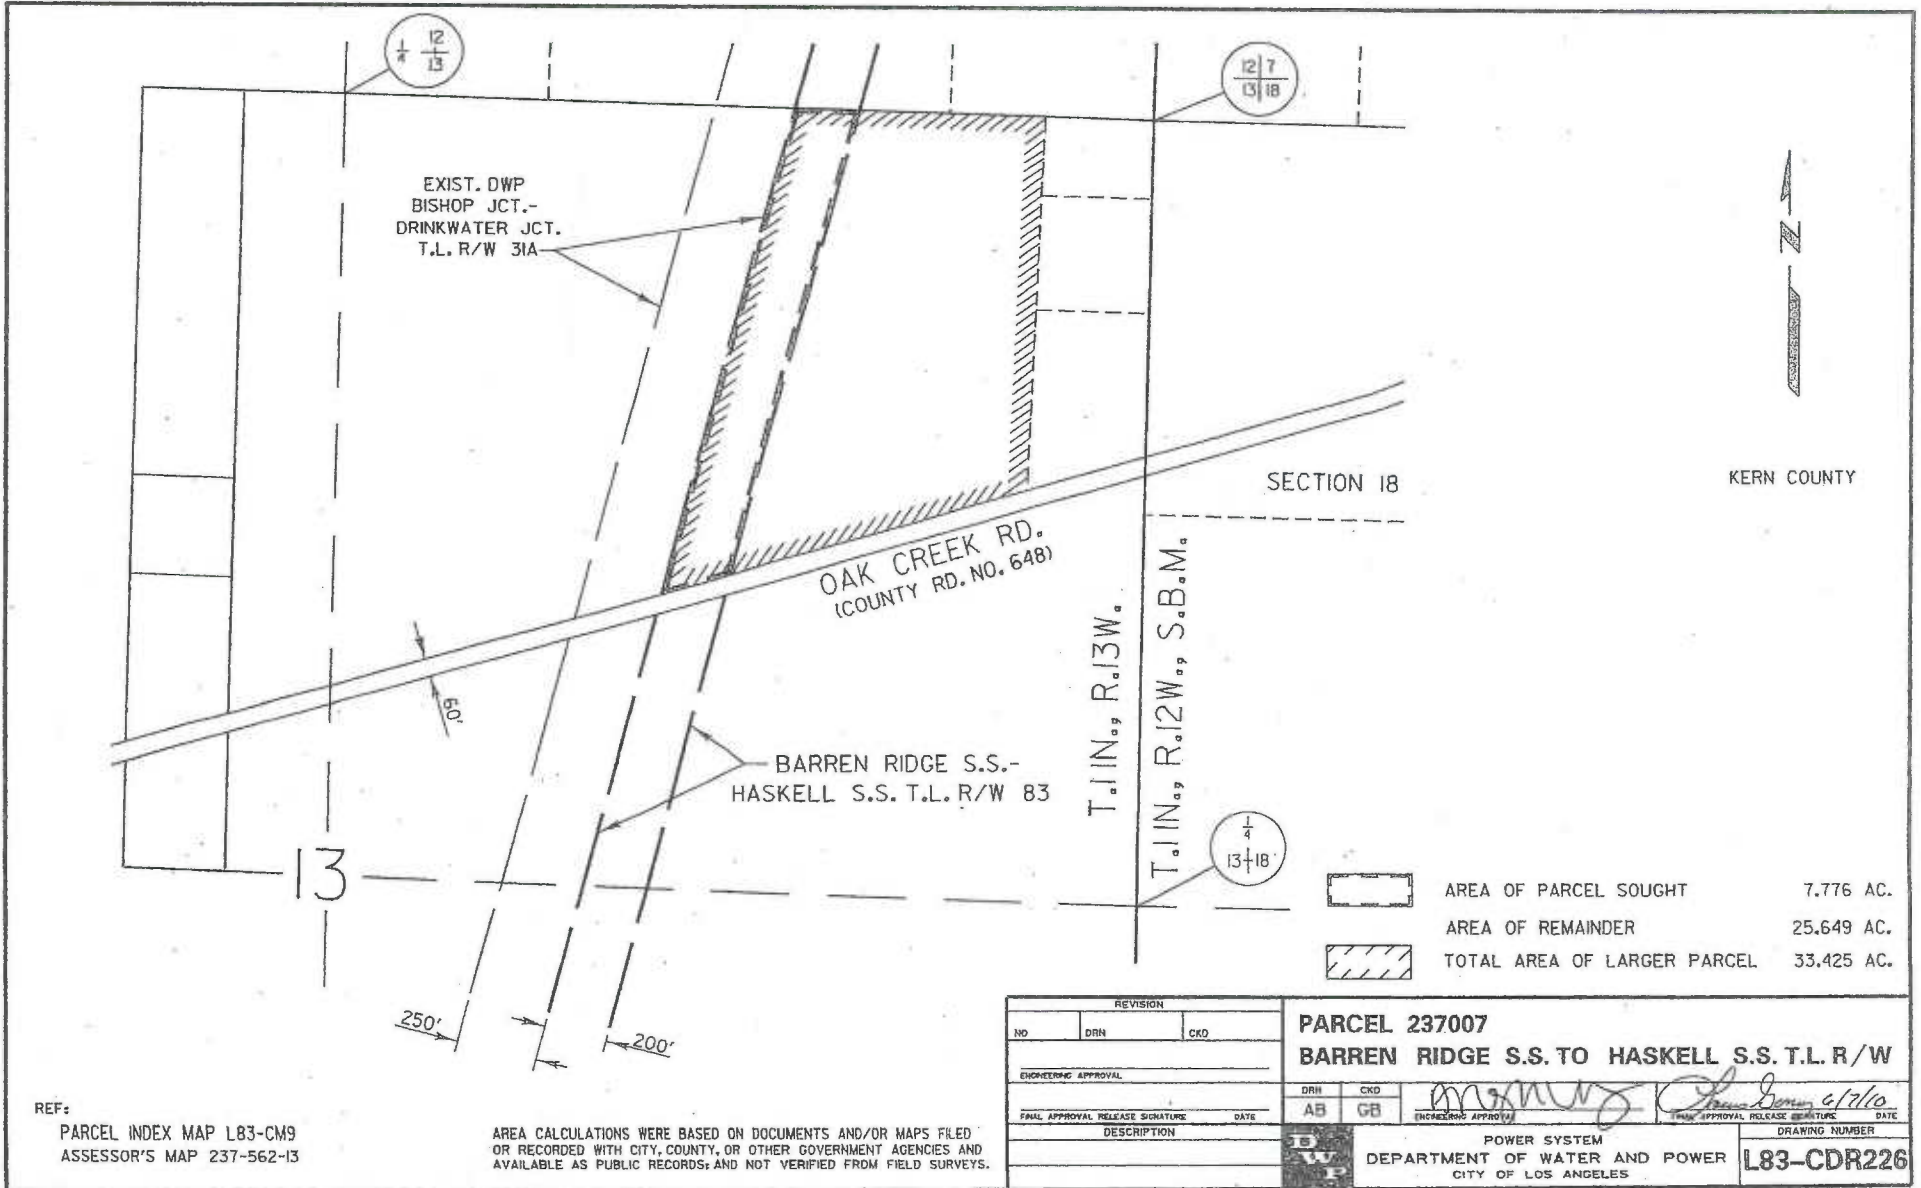 1/4 12/13
12 7
13 18
EXIST. DWP
BISHOP JCT.-
DRINKWATER JCT.
T.L. R/W 31A
N
KERN COUNTY
SECTION 18
OAK CREEK RD.
(COUNTY RD. NO. 648)
60'
T.11N., R.13W.
T.11N., R.12W., S.B.M.
BARREN RIDGE S.S.-
HASKELL S.S. T.L. R/W 83
13
1/4
13 18
250'
200'
AREA OF PARCEL SOUGHT 7.776 AC.
AREA OF REMAINDER 25.649 AC.
TOTAL AREA OF LARGER PARCEL 33.425 AC.
REF:
PARCEL INDEX MAP L83-CM9
ASSESSOR'S MAP 237-562-13
AREA CALCULATIONS WERE BASED ON DOCUMENTS AND/OR MAPS FILED
OR RECORDED WITH CITY, COUNTY, OR OTHER GOVERNMENT AGENCIES AND
AVAILABLE AS PUBLIC RECORDS; AND NOT VERIFIED FROM FIELD SURVEYS.
REVISION
NO DRN CKD
ENGINEERING APPROVAL
FINAL APPROVAL RELEASE SIGNATURE DATE
DESCRIPTION
PARCEL 237007
BARREN RIDGE S.S. TO HASKELL S.S. T.L. R/W
DRN CKD
AB GB
ENGINEERING APPROVAL
6/7/10
FINAL APPROVAL RELEASE SIGNATURE DATE
POWER SYSTEM
DEPARTMENT OF WATER AND POWER
CITY OF LOS ANGELES
DRAWING NUMBER
L83-CDR226